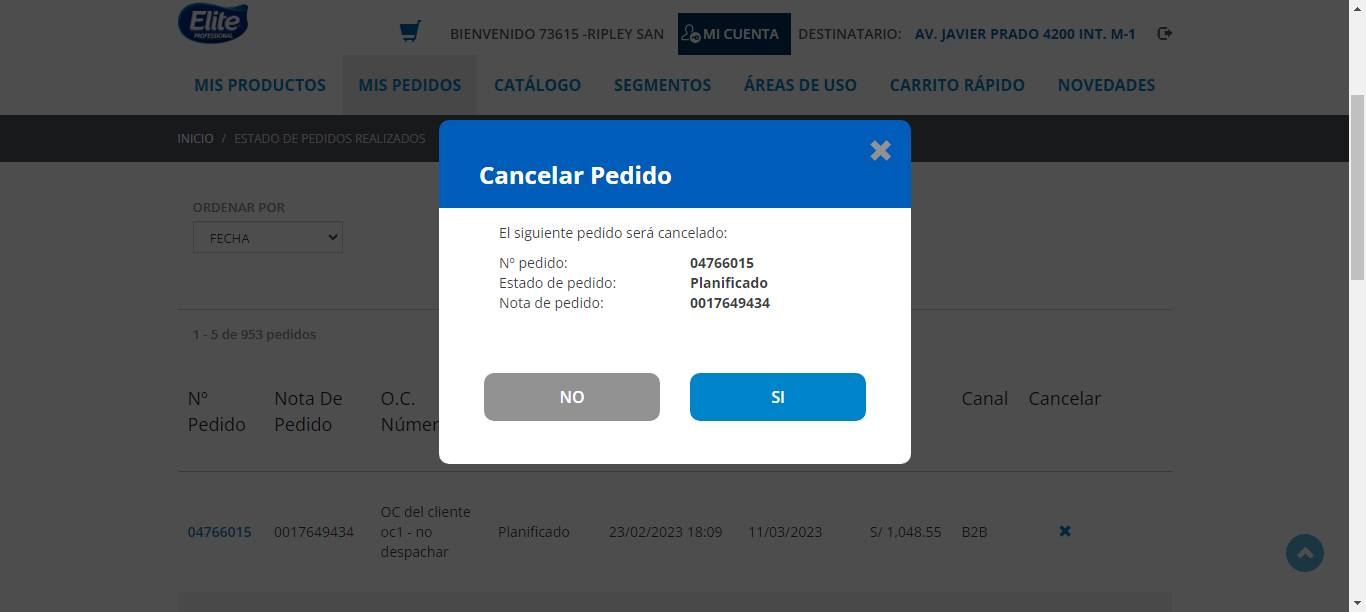 Elite
PROFESSIONAL
BIENVENIDO 73615 -RIPLEY SAN
MI CUENTA
DESTINATARIO: AV. JAVIER PRADO 4200 INT. M-1
MIS PRODUCTOS MIS PEDIDOS CATÁLOGO SEGMENTOS ÁREAS DE USO CARRITO RÁPIDO NOVEDADES
INICIO / ESTADO DE PEDIDOS REALIZADOS
Cancelar Pedido
ORDENAR POR
FECHA
El siguiente pedido será cancelado:
Nº pedido: 04766015
Estado de pedido: Planificado
Nota de pedido: 0017649434
1 - 5 de 953 pedidos
NO SI
Nº Pedido
Nota De Pedido
O.C.
Canal
Cancelar
04766015 0017649434
OC del cliente
oc1 - no
despachar
Planificado 23/02/2023 18:09 11/03/2023 S/ 1,048.55 B2B